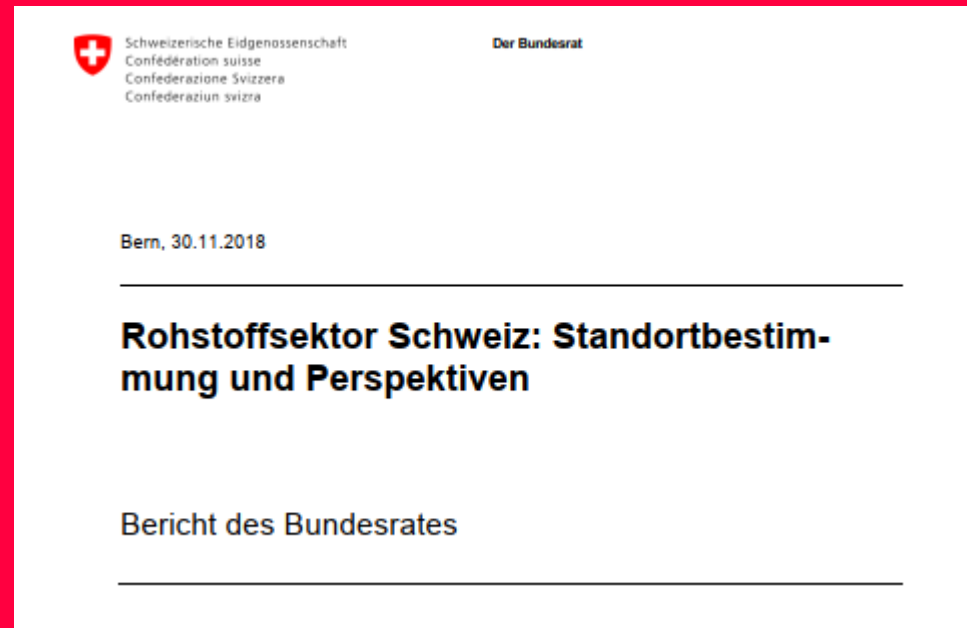 Schweizerische Eidgenossenschaft
Confédération suisse
Confederazione Svizzera
Confederaziun svizra
Der Bundesrat
Bern, 30.11.2018
Rohstoffsektor Schweiz: Standortbestim-
mung und Perspektiven
Bericht des Bundesrates